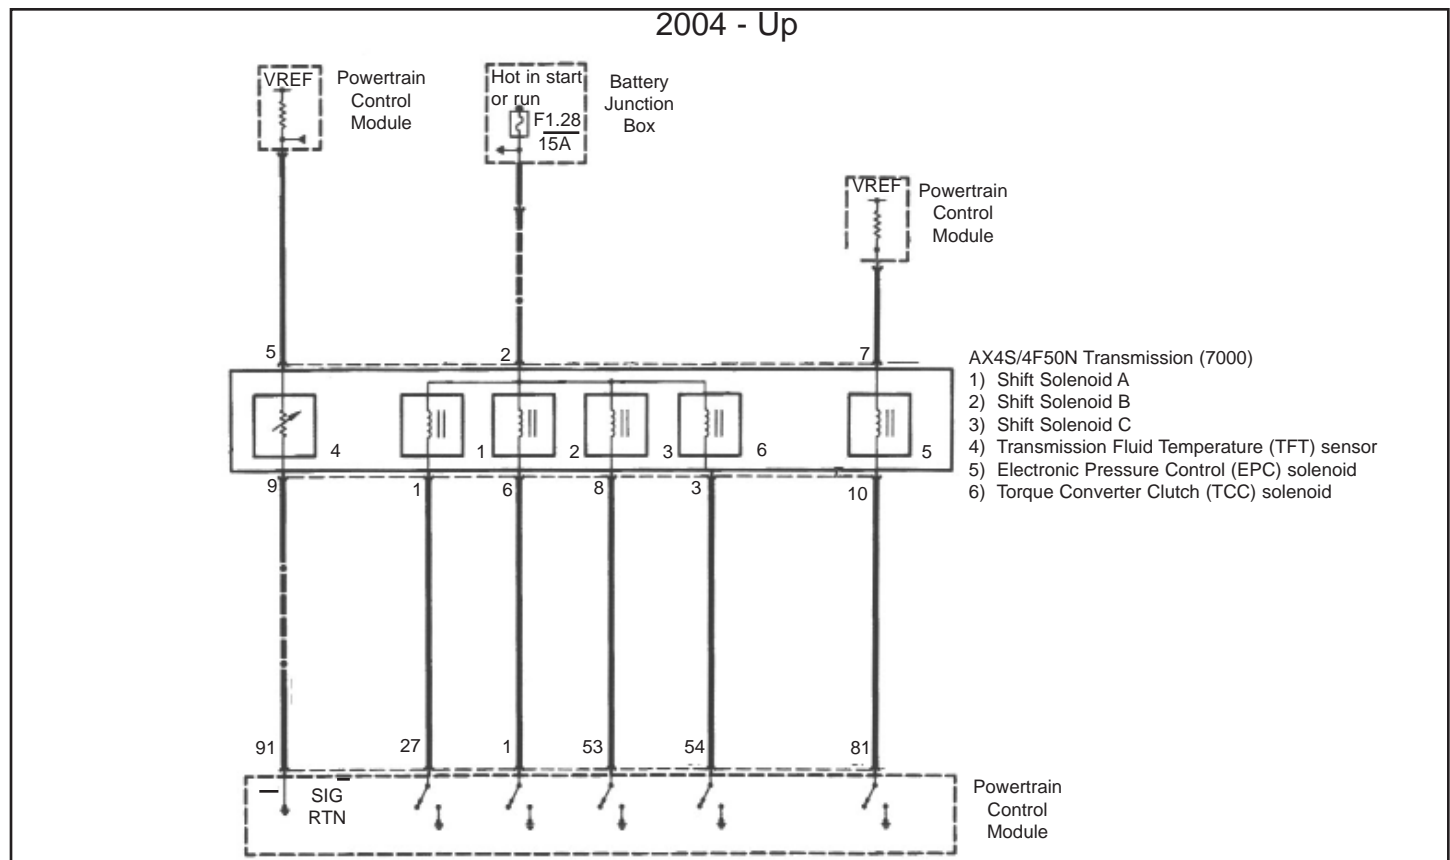 2004 - Up
VREF
Powertrain
Control
Module
Hot in start
or run
F1.28
15A
Battery
Junction
Box
VREF
Powertrain
Control
Module
5
2
7
4
1
2
3
6
5
AX4S/4F50N Transmission (7000)
1) Shift Solenoid A
2) Shift Solenoid B
3) Shift Solenoid C
4) Transmission Fluid Temperature (TFT) sensor
5) Electronic Pressure Control (EPC) solenoid
6) Torque Converter Clutch (TCC) solenoid
9
1
6
8
3
10
91
27
1
53
54
81
SIG
RTN
Powertrain
Control
Module